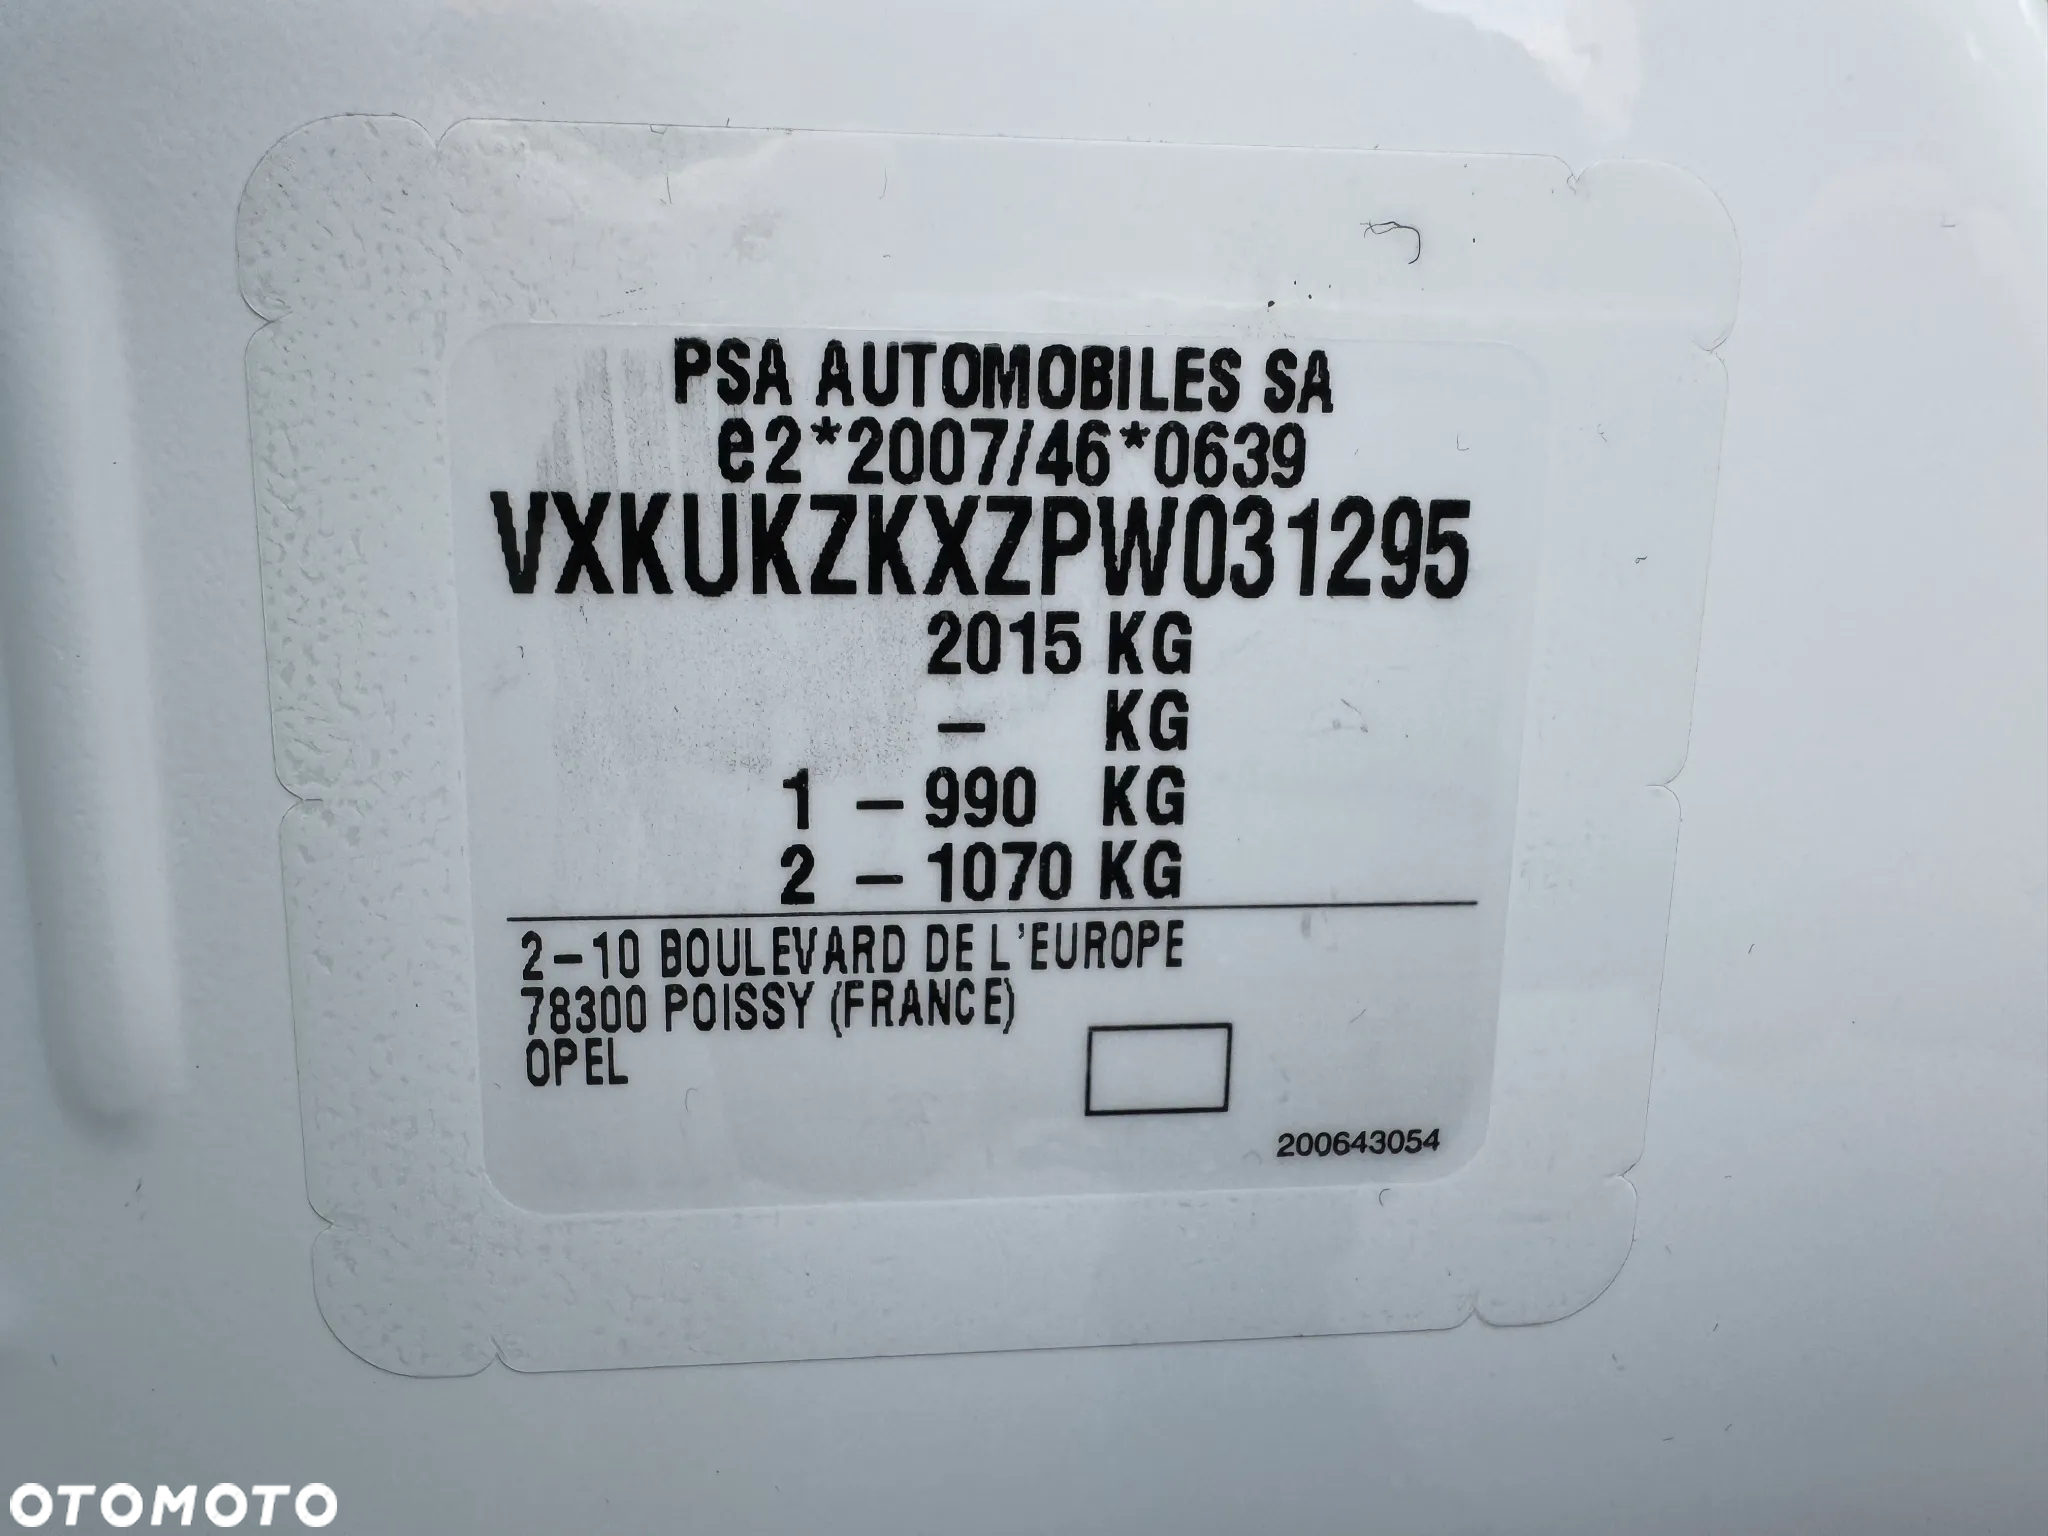 PSA AUTOMOBILES SA
e2*2007/46*0639
VXKUKZKXZPW031295
2015 KG
- KG
1 - 990 KG
2 - 1070 KG
2-10 BOULEVARD DE L'EUROPE
78300 POISSY (FRANCE)
OPEL
200643054
OTOMOTO